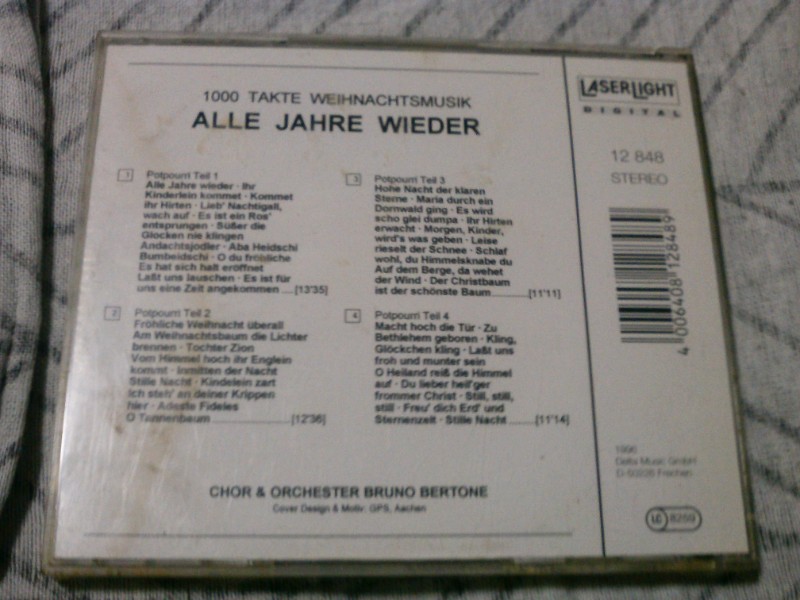 1000 TAKTE WEIHNACHTSMUSIK
ALLE JAHRE WIEDER
1 Potpourri Teil 1
Alle Jahre wieder · Ihr
Kinderlein kommet · Kommet
ihr Hirten · Lieb' Nachtigall,
wach auf · Es ist ein Ros'
entsprungen · Süßer die
Glocken nie klingen
Andachtsjodler · Aba Heidschi
Bumbeidschi · O du fröhliche
Es hat sich halt eröffnet
Laßt uns lauschen · Es ist für
uns eine Zeit angekommen ....[13'35]
2 Potpourri Teil 2
Fröhliche Weihnacht überall
Am Weihnachtsbaum die Lichter
brennen · Tochter Zion
Vom Himmel hoch ihr Englein
kommt · Inmitten der Nacht
Stille Nacht · Kindelein zart
Ich steh' an deiner Krippen
hier · Adeste Fideles
O Tannenbaum ....................[12'36]
3 Potpourri Teil 3
Hohe Nacht der klaren
Sterne · Maria durch ein
Dornwald ging · Es wird
scho glei dumpa · Ihr Hirten
erwacht · Morgen, Kinder,
wird's was geben · Leise
rieselt der Schnee · Schlaf
wohl, du Himmelsknabe du
Auf dem Berge, da wehet
der Wind · Der Christbaum
ist der schönste Baum..........[11'11]
4 Potpourri Teil 4
Macht hoch die Tür · Zu
Bethlehem geboren · Kling,
Glöckchen kling · Laßt uns
froh und munter sein
O Heiland reiß die Himmel
auf · Du lieber heil'ger
frommer Christ · Still, still,
still · Freu' dich Erd' und
Sternenzelt · Stille Nacht ........[11'14]
CHOR & ORCHESTER BRUNO BERTONE
Cover Design & Motiv: GPS, Aachen
LASERLIGHT
DIGITAL
12 848
STEREO
4 006408 128489
1996
Delta Music GmbH
D-50226 Frechen
LC 8259